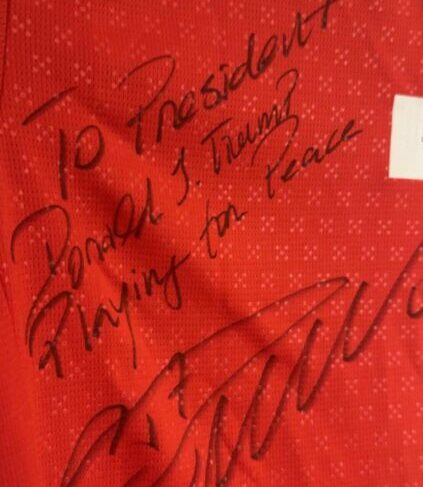 To President
Donald J. Trump
Playing for Peace